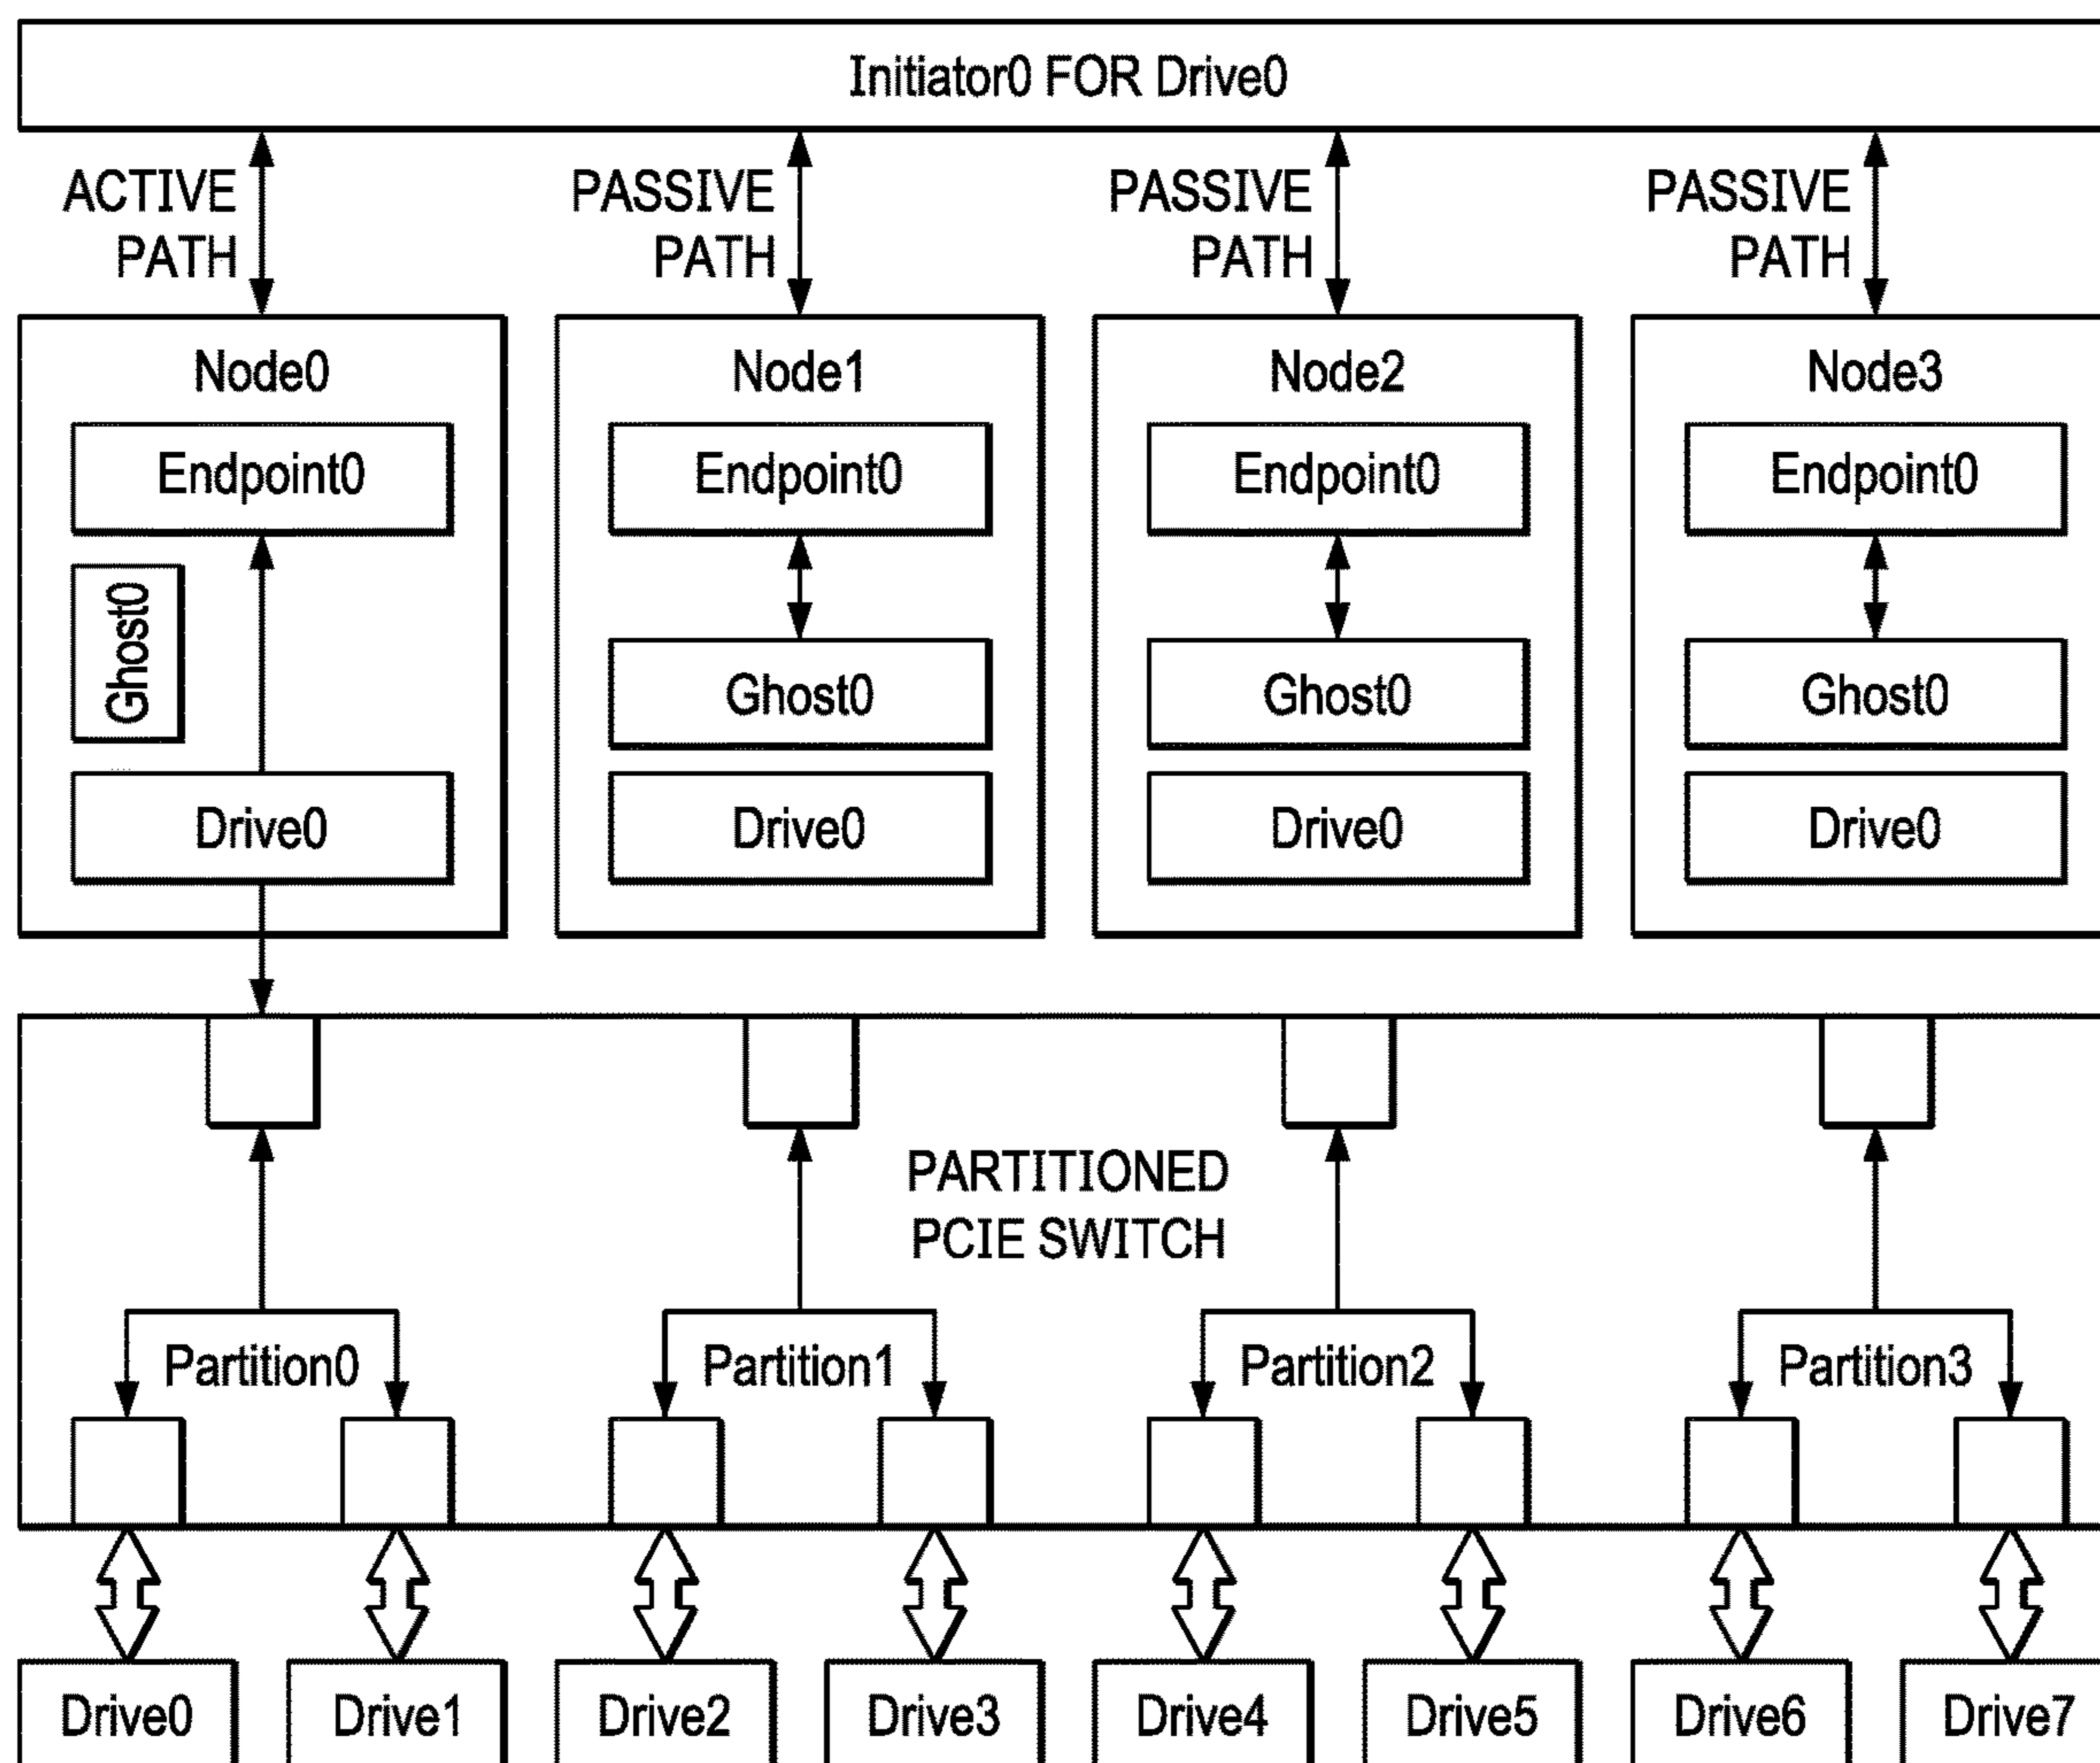 Initiator0 FOR Drive0
ACTIVE
PATH
PASSIVE
PATH
PASSIVE
PATH
PASSIVE
PATH
Node0
Endpoint0
Ghost0
Drive0
Node1
Endpoint0
Ghost0
Drive0
Node2
Endpoint0
Ghost0
Drive0
Node3
Endpoint0
Ghost0
Drive0
PARTITIONED
PCIE SWITCH
Partition0
Partition1
Partition2
Partition3
Drive0
Drive1
Drive2
Drive3
Drive4
Drive5
Drive6
Drive7